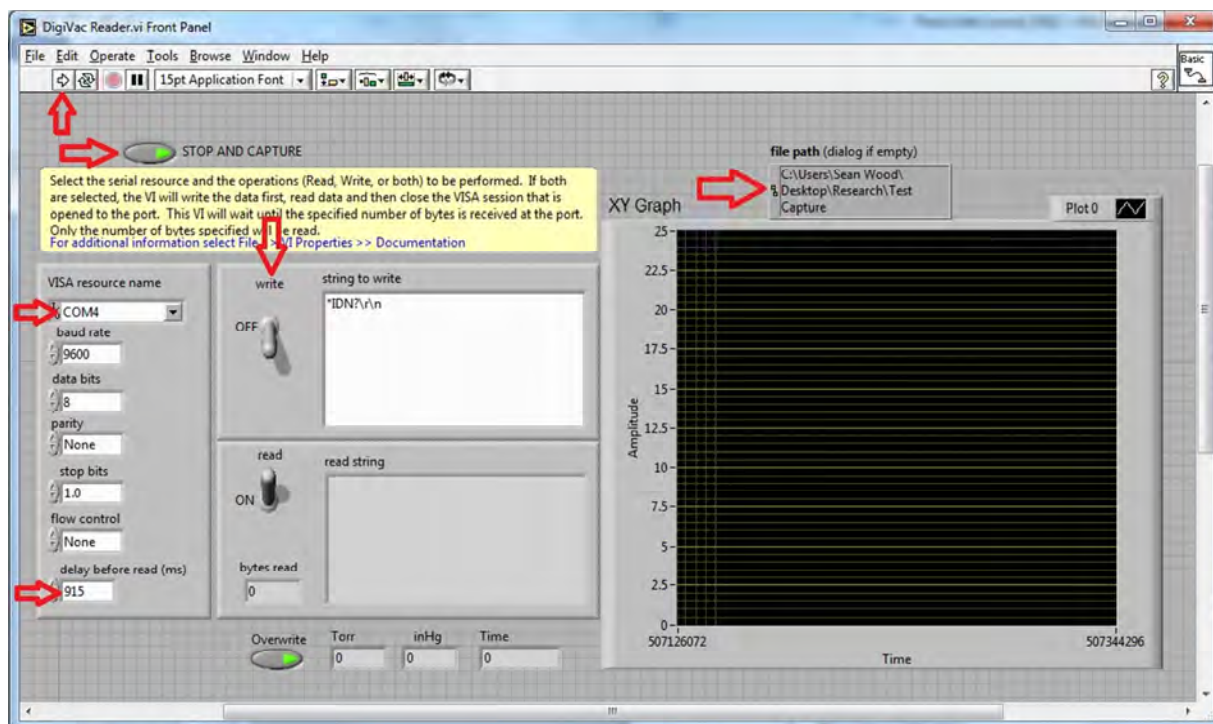 DigiVac Reader.vi Front Panel
File Edit Operate Tools Browse Window Help
15pt Application Font
Basic
STOP AND CAPTURE
Select the serial resource and the operations (Read, Write, or both) to be performed. If both
are selected, the VI will write the data first, read data and then close the VISA session that is
opened to the port. This VI will wait until the specified number of bytes is received at the port.
Only the number of bytes specified will be read.
For additional information select File >> VI Properties >> Documentation
VISA resource name
COM4
baud rate
9600
data bits
8
parity
None
stop bits
1.0
flow control
None
delay before read (ms)
915
write
OFF
string to write
*IDN?\r\n
read
ON
read string
bytes read
0
Overwrite
Torr
0
inHg
0
Time
0
file path (dialog if empty)
C:\Users\Sean Wood\
Desktop\Research\Test
Capture
XY Graph
Plot 0
25
22.5
20
17.5
15
12.5
10
7.5
5
2.5
0
Amplitude
507126072
507344296
Time